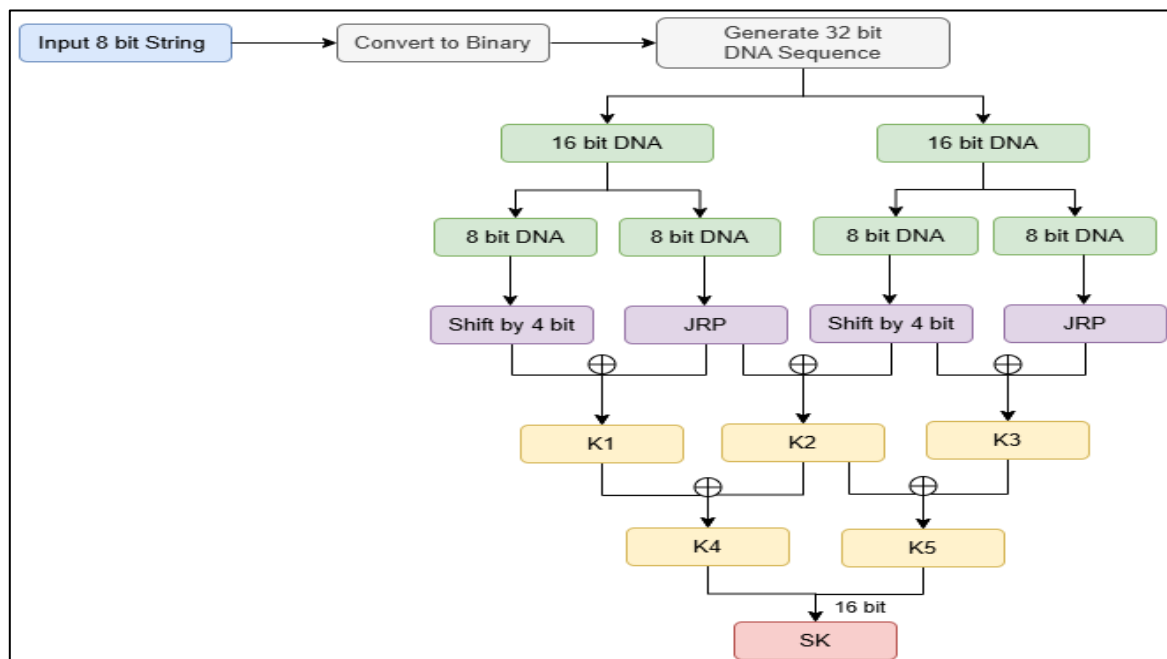 Input 8 bit String
Convert to Binary
Generate 32 bit
DNA Sequence
16 bit DNA
16 bit DNA
8 bit DNA
8 bit DNA
8 bit DNA
8 bit DNA
Shift by 4 bit
JRP
Shift by 4 bit
JRP
K1
K2
K3
K4
K5
16 bit
SK